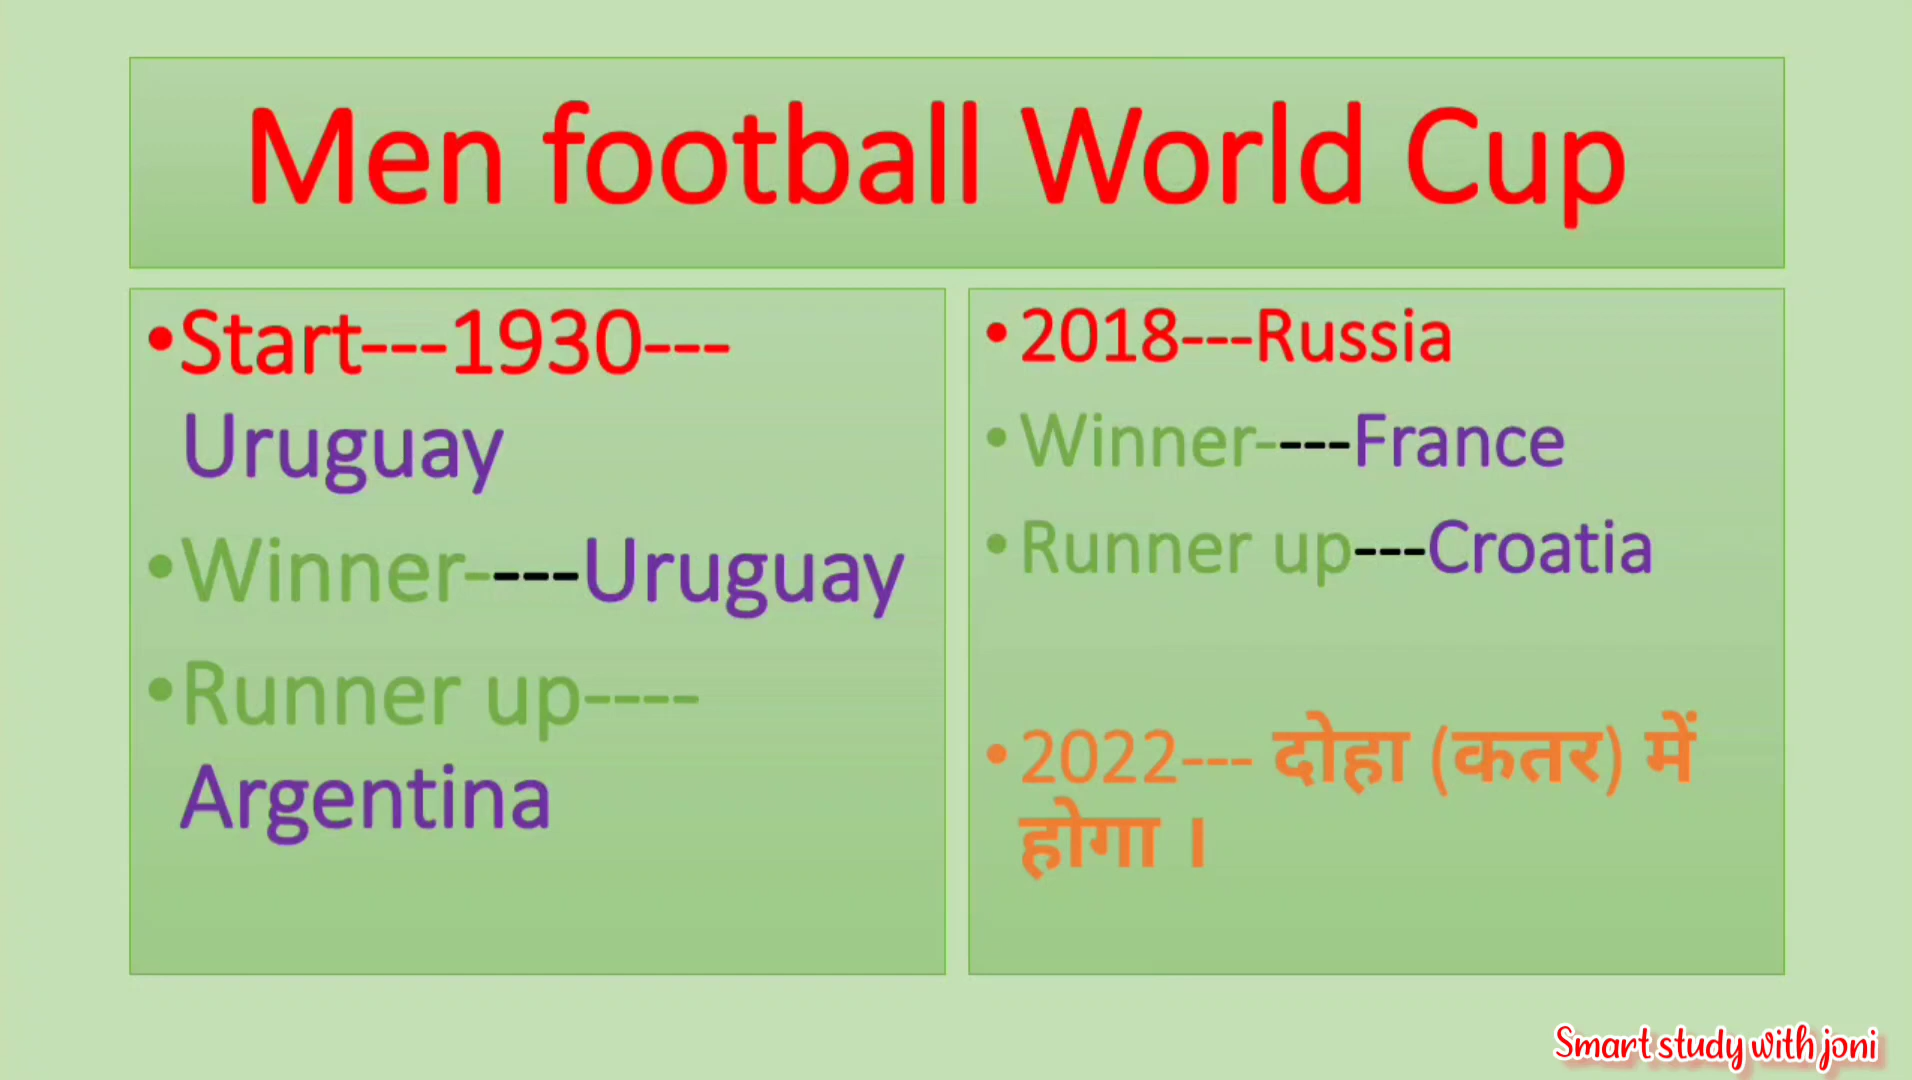 Men football World Cup
•Start---1930---
Uruguay
•Winner----Uruguay
•Runner up----
Argentina
•2018---Russia
•Winner----France
•Runner up---Croatia
•2022--- दोहा (कतर) में
होगा ।
Smart study with joni